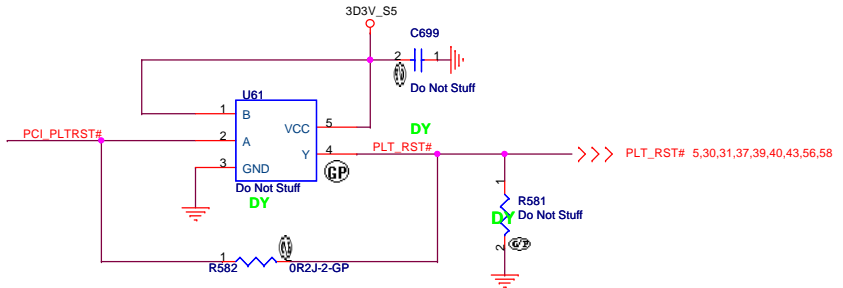 3D3V_S5
C699
2 1
Do Not Stuff
U61
1 B
VCC 5
DY
PCI_PLTRST#
2 A
Y 4
PLT_RST#
PLT_RST# 5,30,31,37,39,40,43,56,58
3 GND
GP
1
Do Not Stuff
DY
R581
DY
Do Not Stuff
2
1
R582
0R2J-2-GP